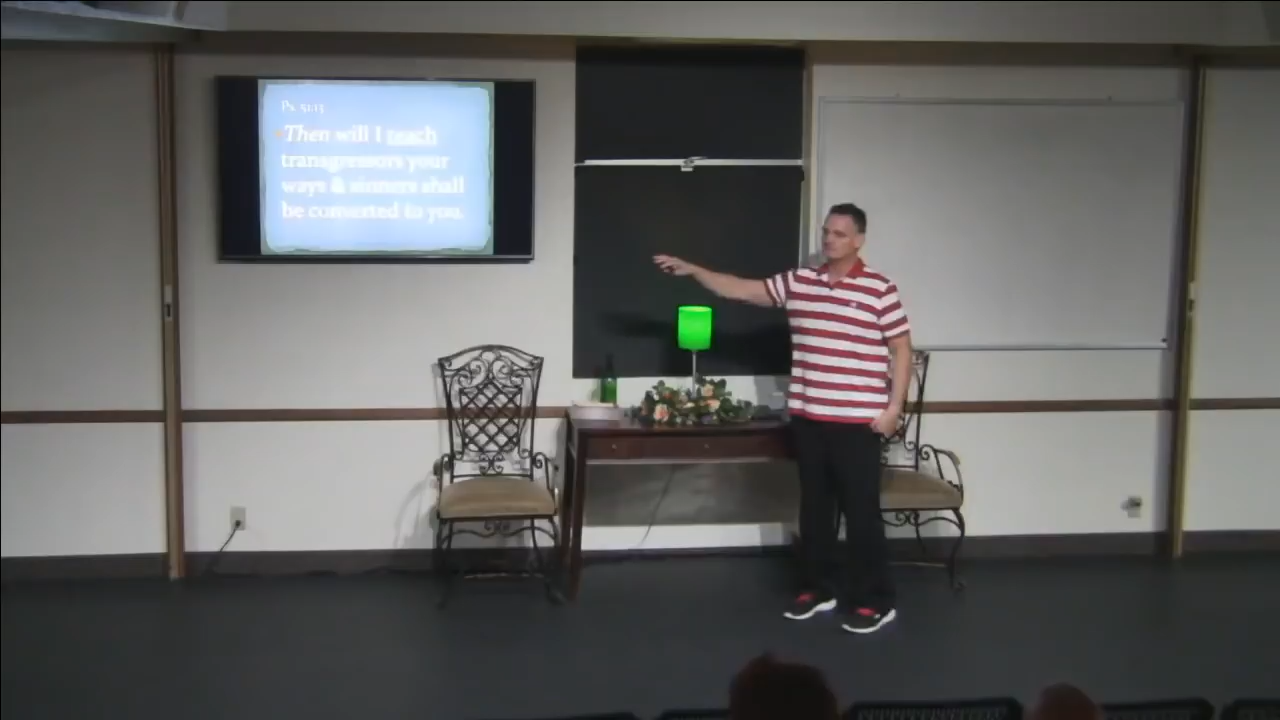 Ps. 51:13
Then will I teach
transgressors your
ways & sinners shall
be converted to you.